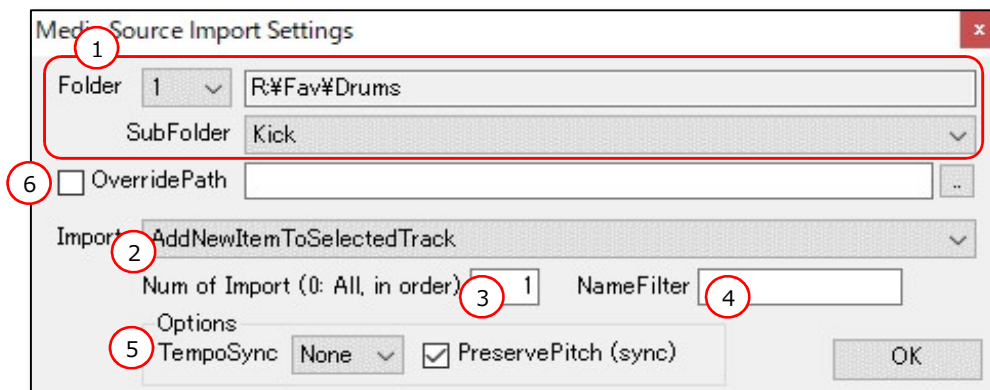 Media Source Import Settings
x
1
Folder 1 R:¥Fav¥Drums
SubFolder Kick
6 OverridePath ..
Import AddNewItemToSelectedTrack
2
Num of Import (0: All, in order) 3 1 NameFilter 4
Options
5 TempoSync None PreservePitch (sync) OK